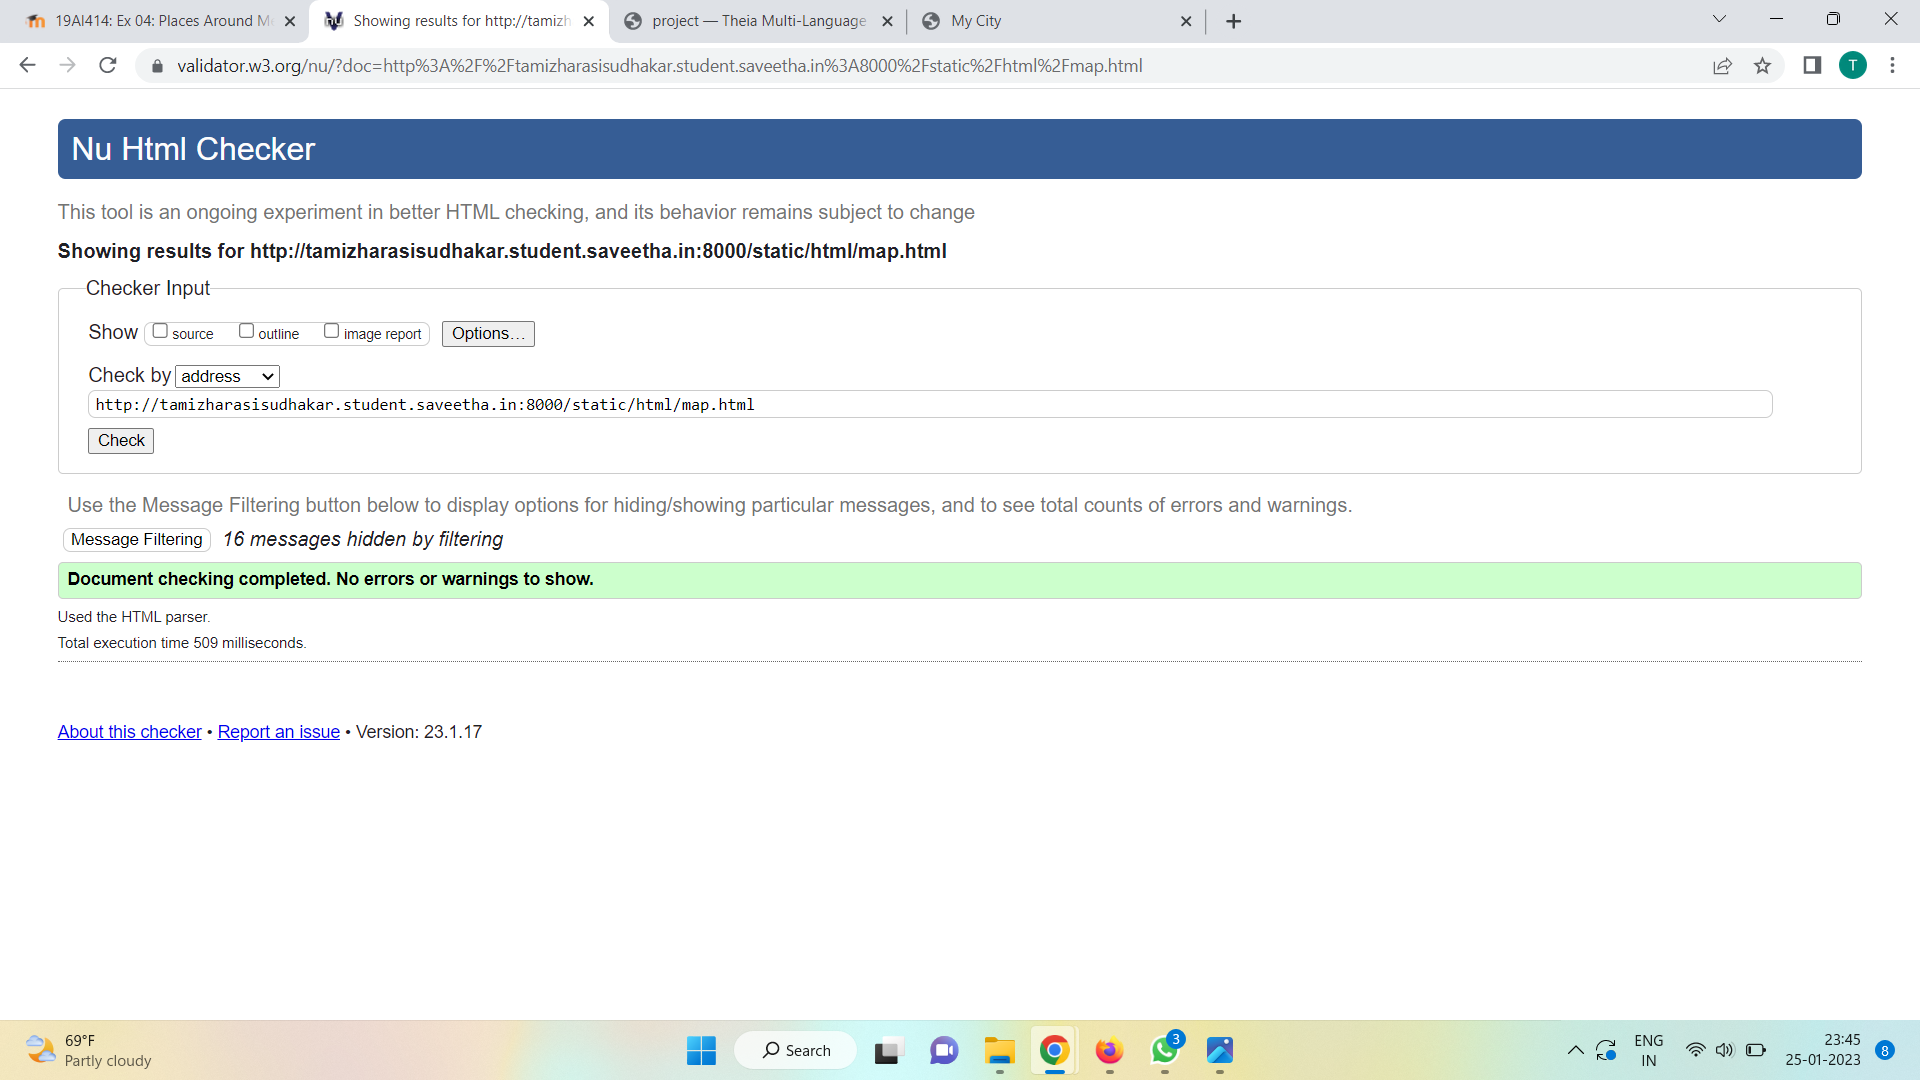 19AI414: Ex 04: Places Around M
Showing results for http://tamizh
project — Theia Multi-Language
My City
validator.w3.org/nu/?doc=http%3A%2F%2Ftamizharasisudhakar.student.saveetha.in%3A8000%2Fstatic%2Fhtml%2Fmap.html
T
Nu Html Checker
This tool is an ongoing experiment in better HTML checking, and its behavior remains subject to change
Showing results for http://tamizharasisudhakar.student.saveetha.in:8000/static/html/map.html
Checker Input
Show source outline image report Options...
Check by address
http://tamizharasisudhakar.student.saveetha.in:8000/static/html/map.html
Check
Use the Message Filtering button below to display options for hiding/showing particular messages, and to see total counts of errors and warnings.
Message Filtering 16 messages hidden by filtering
Document checking completed. No errors or warnings to show.
Used the HTML parser.
Total execution time 509 milliseconds.
About this checker • Report an issue • Version: 23.1.17
69°F
Partly cloudy
Search
3
ENG
IN
23:45
25-01-2023
8